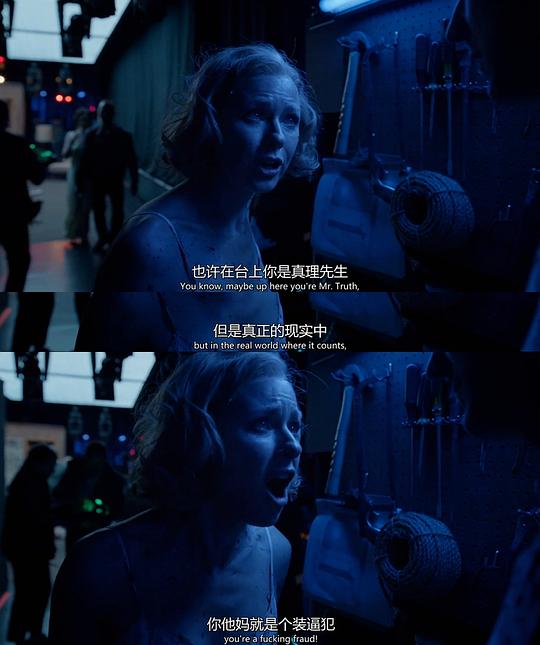 也许在台上你是真理先生
You know, maybe up here you're Mr. Truth,
但是真正的现实中
but in the real world where it counts,
你他妈就是个装逼犯
you're a fucking fraud!